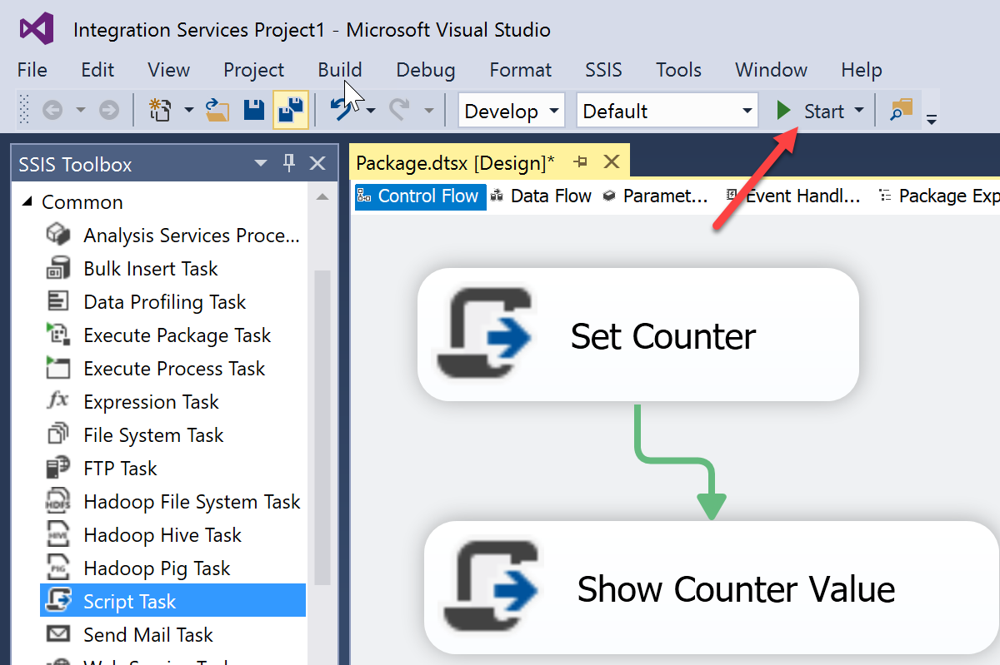 Integration Services Project1 - Microsoft Visual Studio
File Edit View Project Build Debug Format SSIS Tools Window Help
Develop Default Start
SSIS Toolbox
Package.dtsx [Design]*
Control Flow Data Flow Paramet... Event Handl... Package Exp
Common
Analysis Services Proce...
Bulk Insert Task
Data Profiling Task
Execute Package Task
Execute Process Task
fx Expression Task
File System Task
FTP Task
HDFS Hadoop File System Task
HIVE Hadoop Hive Task
PIG Hadoop Pig Task
Script Task
Send Mail Task
Set Counter
Show Counter Value